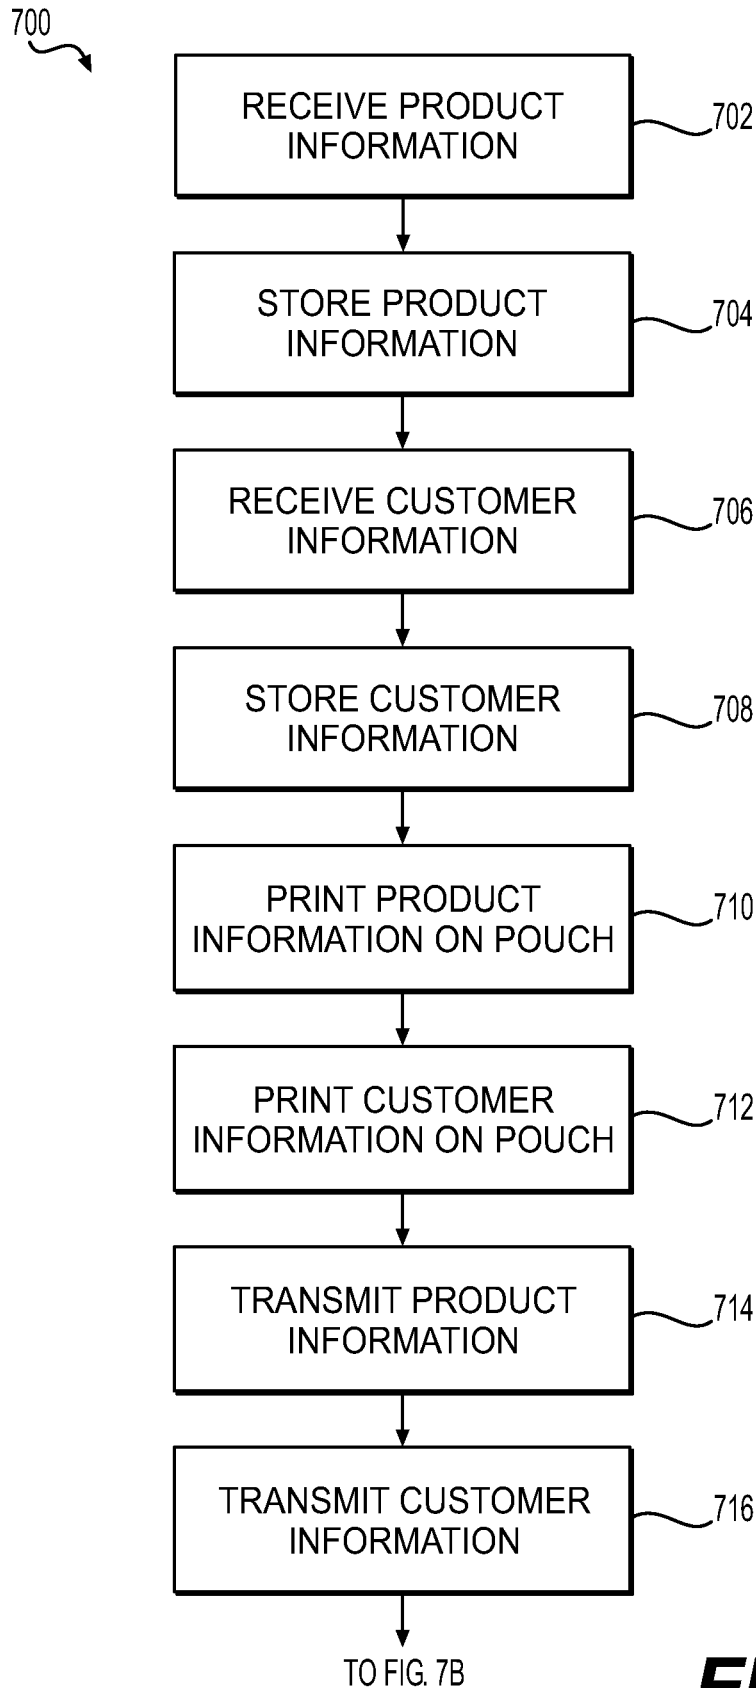 700
RECEIVE PRODUCT
INFORMATION
702
STORE PRODUCT
INFORMATION
704
RECEIVE CUSTOMER
INFORMATION
706
STORE CUSTOMER
INFORMATION
708
PRINT PRODUCT
INFORMATION ON POUCH
710
PRINT CUSTOMER
INFORMATION ON POUCH
712
TRANSMIT PRODUCT
INFORMATION
714
TRANSMIT CUSTOMER
INFORMATION
716
TO FIG. 7B